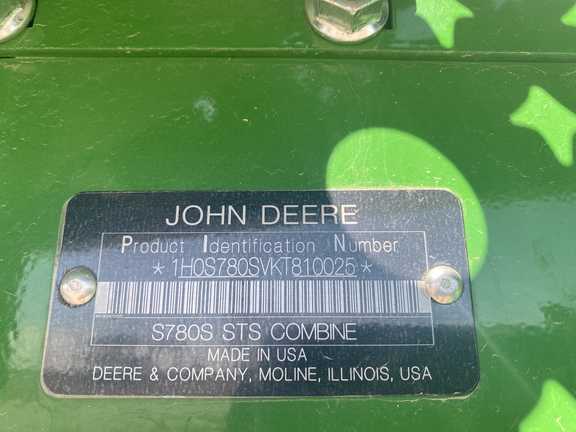 JOHN DEERE
Product Identification Number
*1H0S780SVKT810025*
S780S STS COMBINE
MADE IN USA
DEERE & COMPANY, MOLINE, ILLINOIS, USA